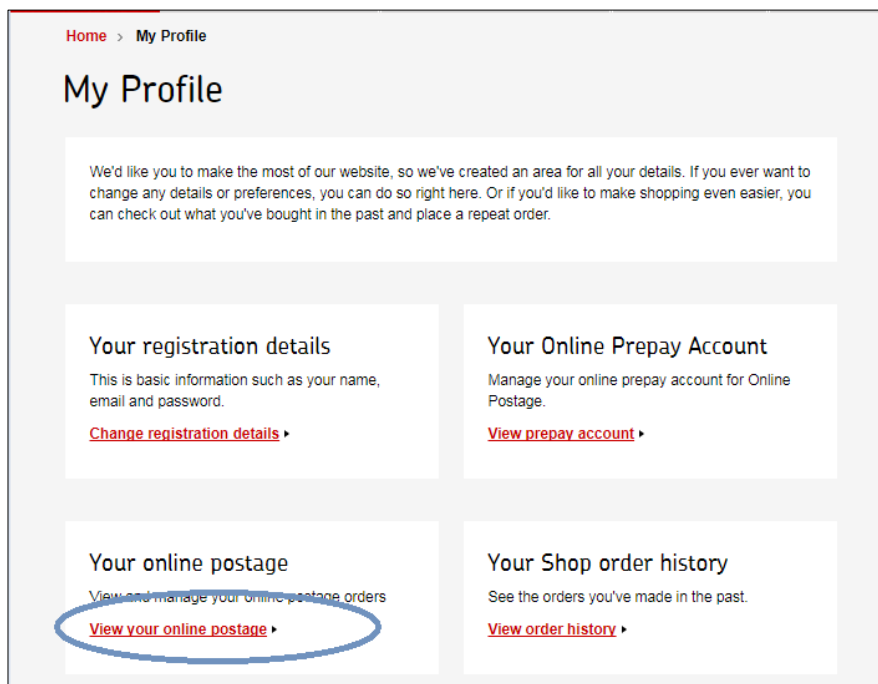 Home > My Profile
My Profile
We'd like you to make the most of our website, so we've created an area for all your details. If you ever want to
change any details or preferences, you can do so right here. Or if you'd like to make shopping even easier, you
can check out what you've bought in the past and place a repeat order.
Your registration details
This is basic information such as your name,
email and password.
Change registration details
Your Online Prepay Account
Manage your online prepay account for Online
Postage.
View prepay account
Your online postage
View and manage your online postage orders
View your online postage
Your Shop order history
See the orders you've made in the past.
View order history